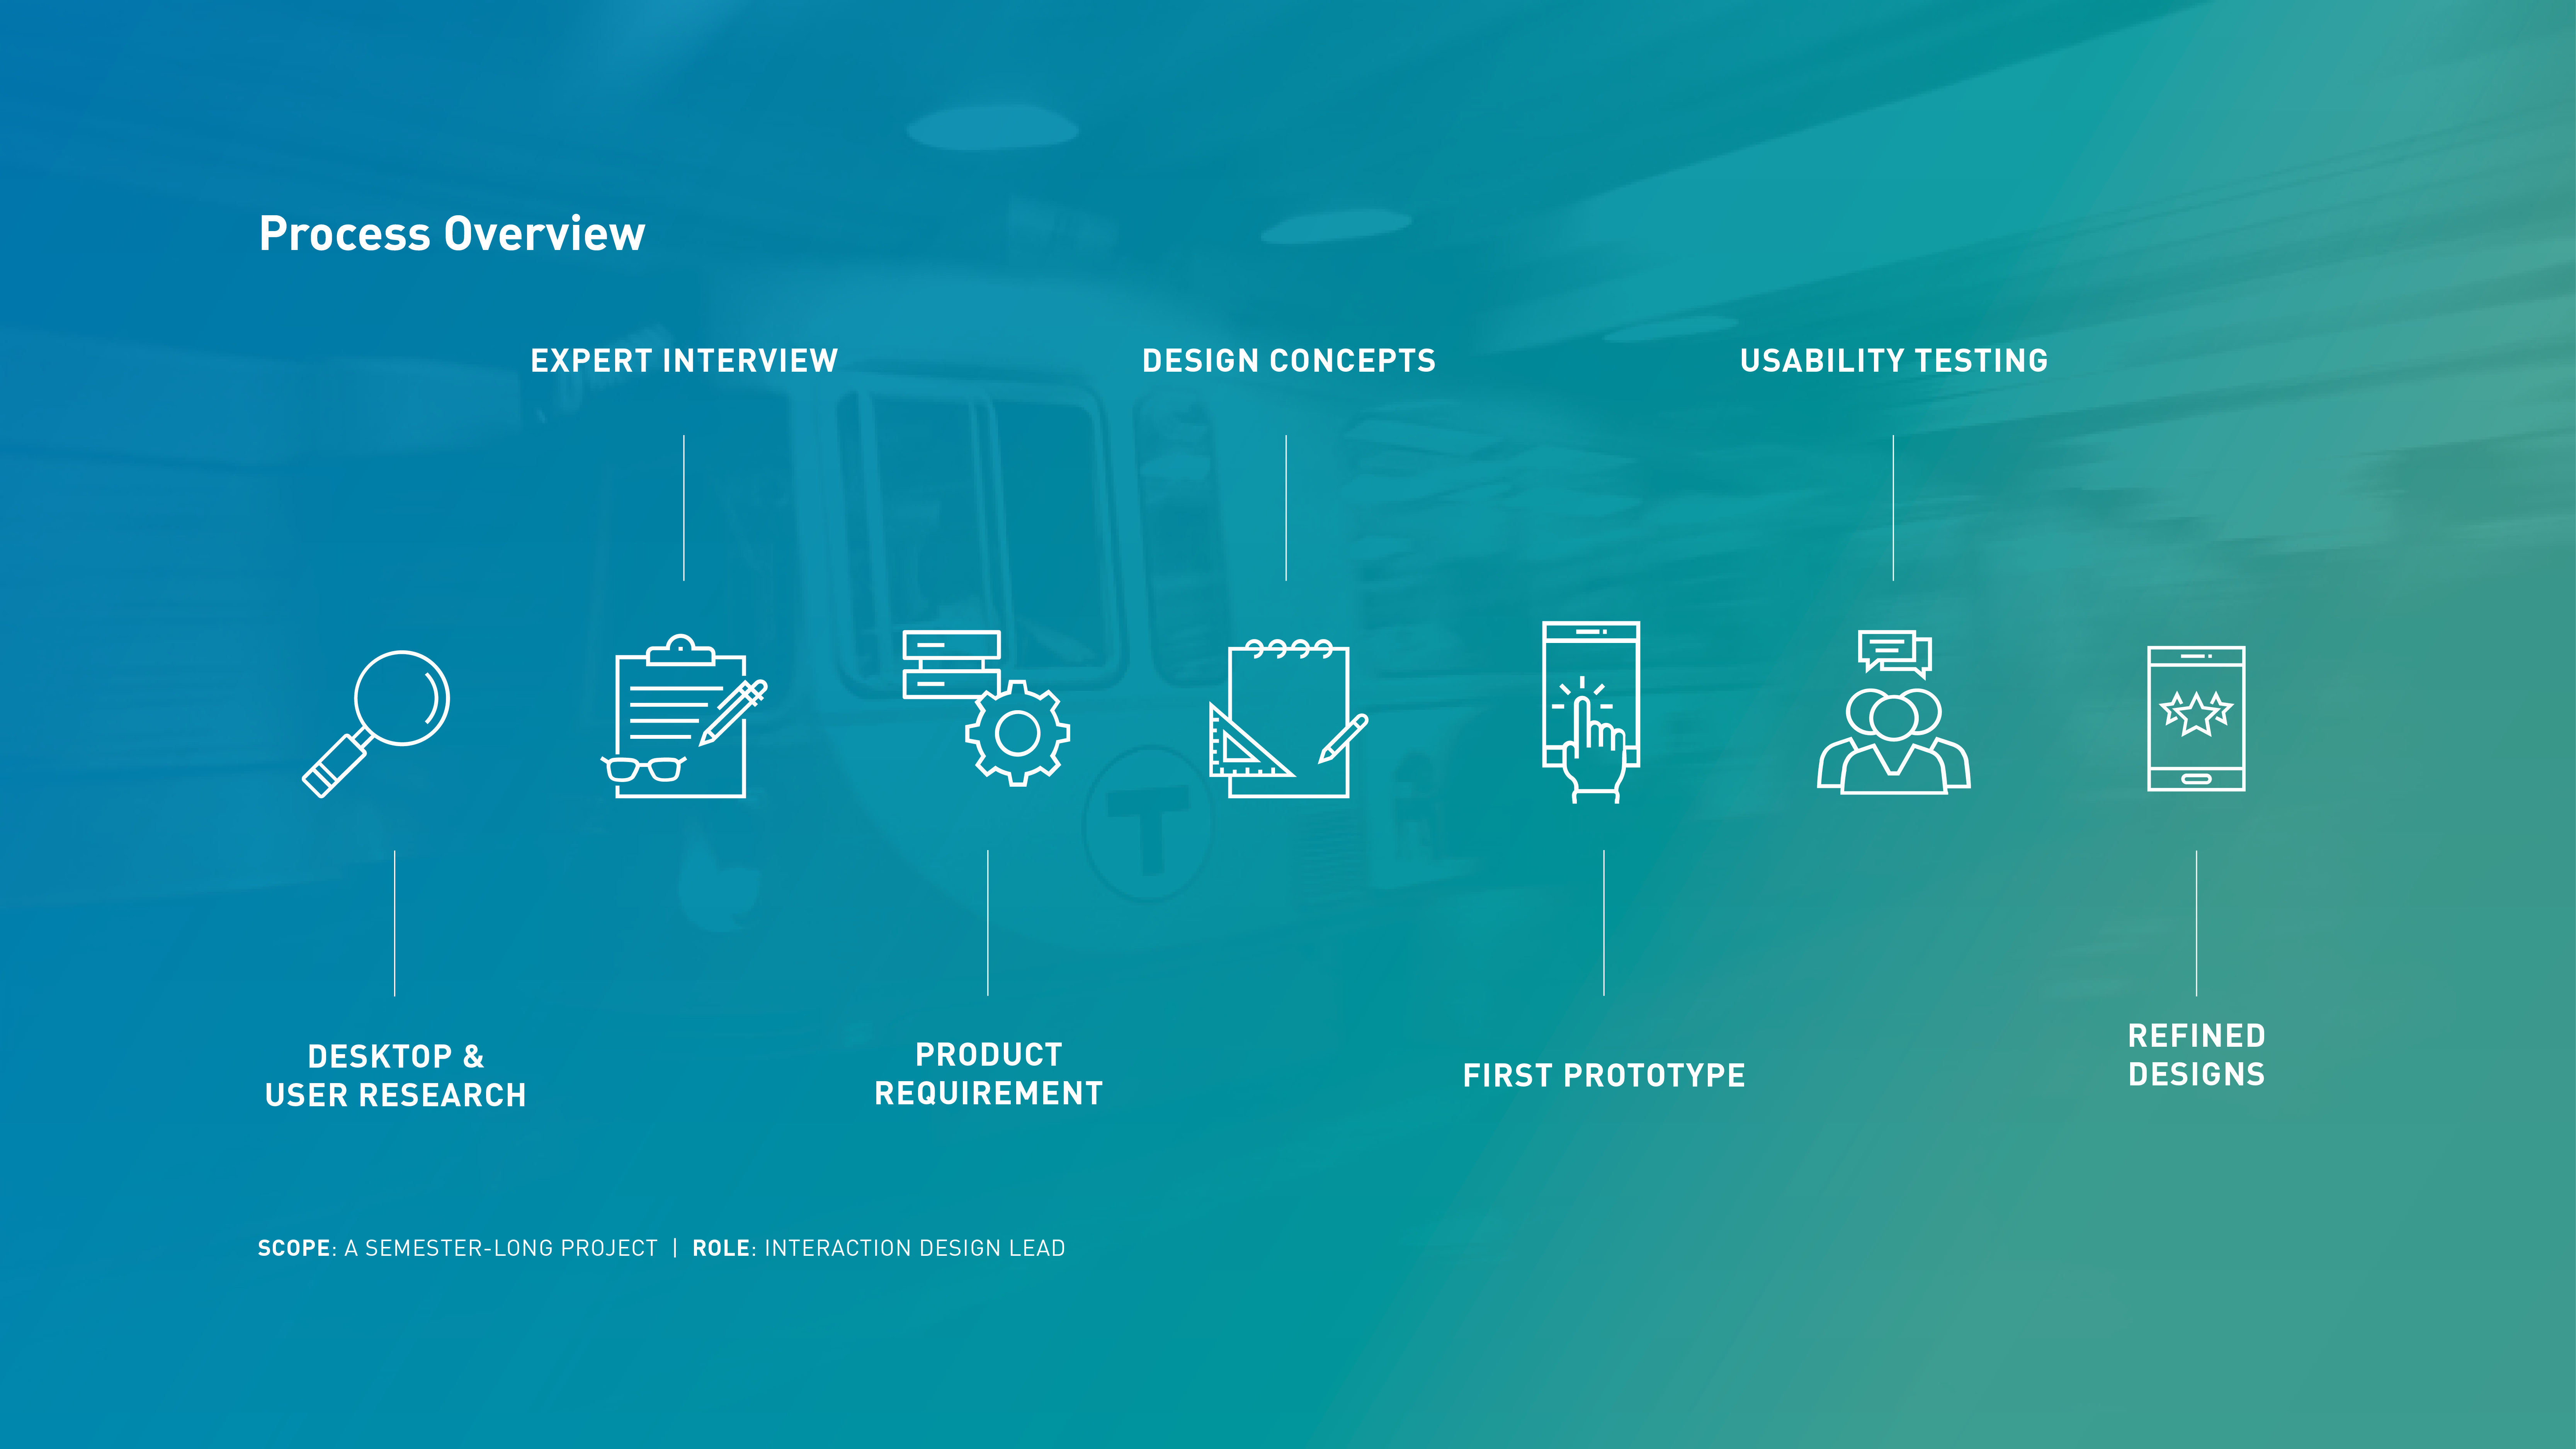 Process Overview
EXPERT INTERVIEW
DESIGN CONCEPTS
USABILITY TESTING
T
DESKTOP &
USER RESEARCH
PRODUCT
REQUIREMENT
FIRST PROTOTYPE
REFINED
DESIGNS
SCOPE: A SEMESTER-LONG PROJECT | ROLE: INTERACTION DESIGN LEAD